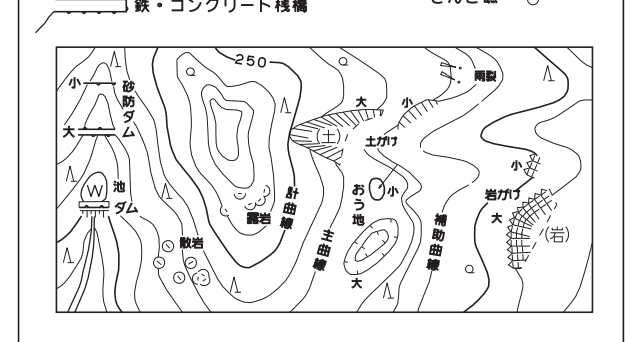 鉄・コンクリート桟橋
250
雨裂
小
砂防ダム
大
小
大
土
土がけ
小
岩がけ
池
W
ダム
おう地
小
大
(岩)
計曲線
露岩
主曲線
補助曲線
散岩
大